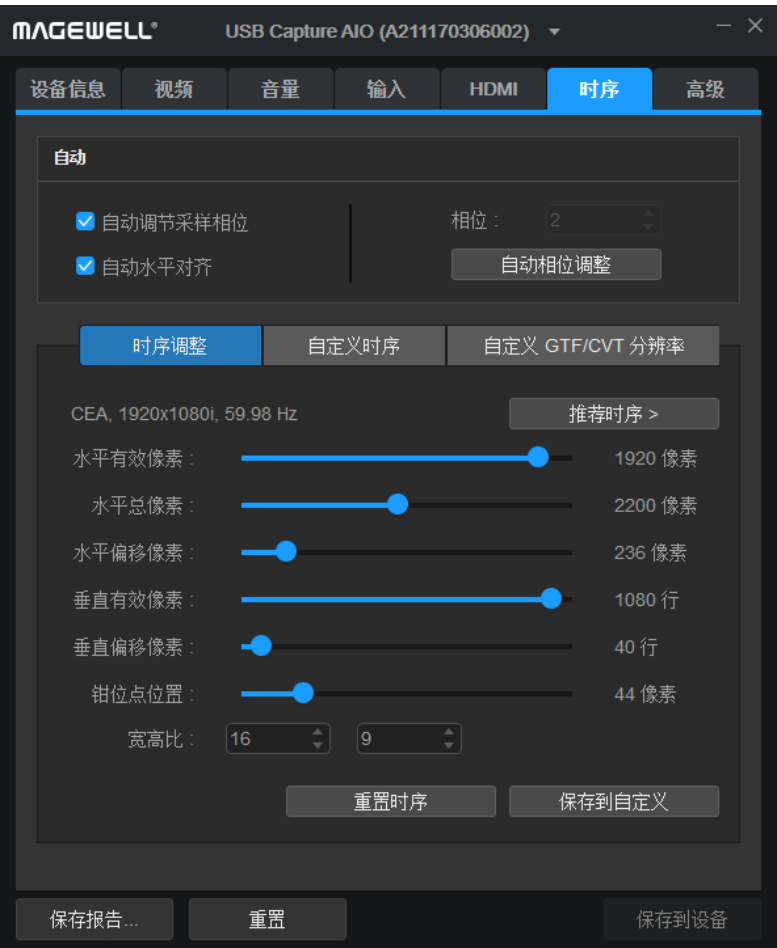 MAGEWELL® USB Capture AIO (A211170306002)
设备信息 视频 音量 输入 HDMI 时序 高级
自动
自动调节采样相位 相位 : 2
自动水平对齐 自动相位调整
时序调整 自定义时序 自定义 GTF/CVT 分辨率
CEA, 1920x1080i, 59.98 Hz 推荐时序 >
水平有效像素 : 1920 像素
水平总像素 : 2200 像素
水平偏移像素 : 236 像素
垂直有效像素 : 1080 行
垂直偏移像素 : 40 行
钳位点位置 : 44 像素
宽高比 : 16 9
重置时序 保存到自定义
保存报告... 重置 保存到设备